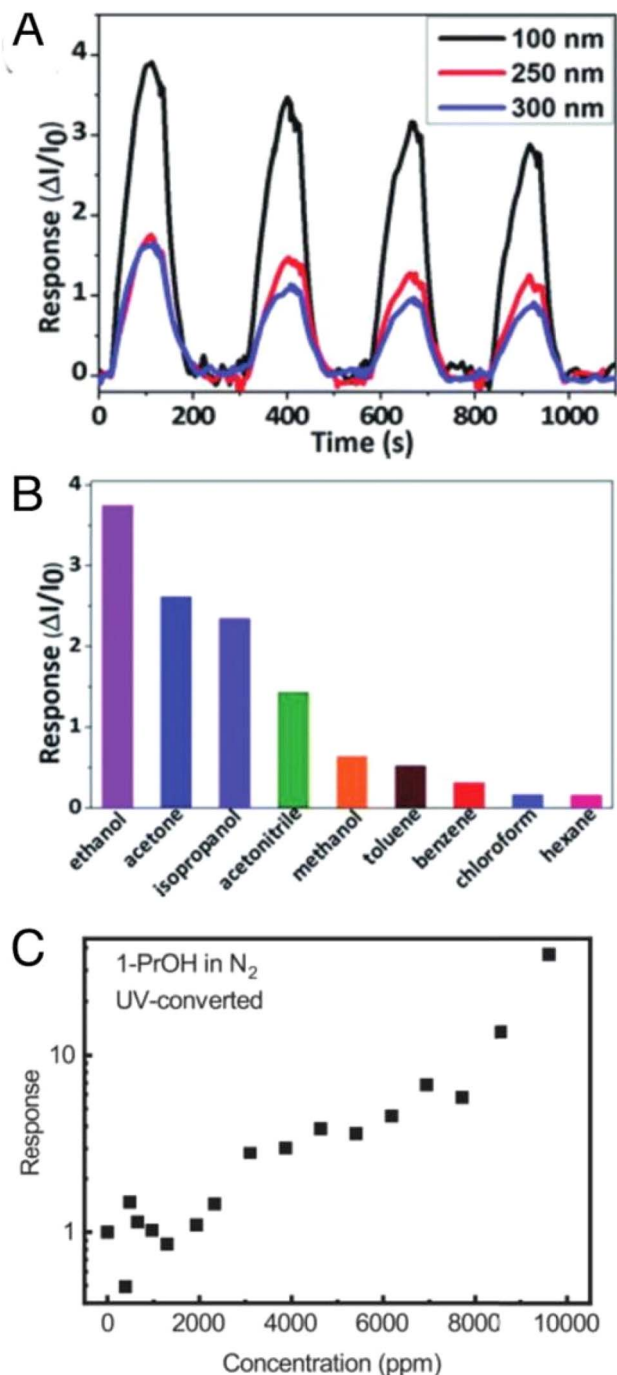 A
4
3
2
1
0
Response (ΔI/I0)
100 nm
250 nm
300 nm
0 200 400 600 800 1000
Time (s)
B
4
3
2
1
0
Response (ΔI/I0)
ethanol
acetone
isopropanol
acetonitrile
methanol
toluene
benzene
chloroform
hexane
C
1-PrOH in N2
UV-converted
10
1
Response
0 2000 4000 6000 8000 10000
Concentration (ppm)